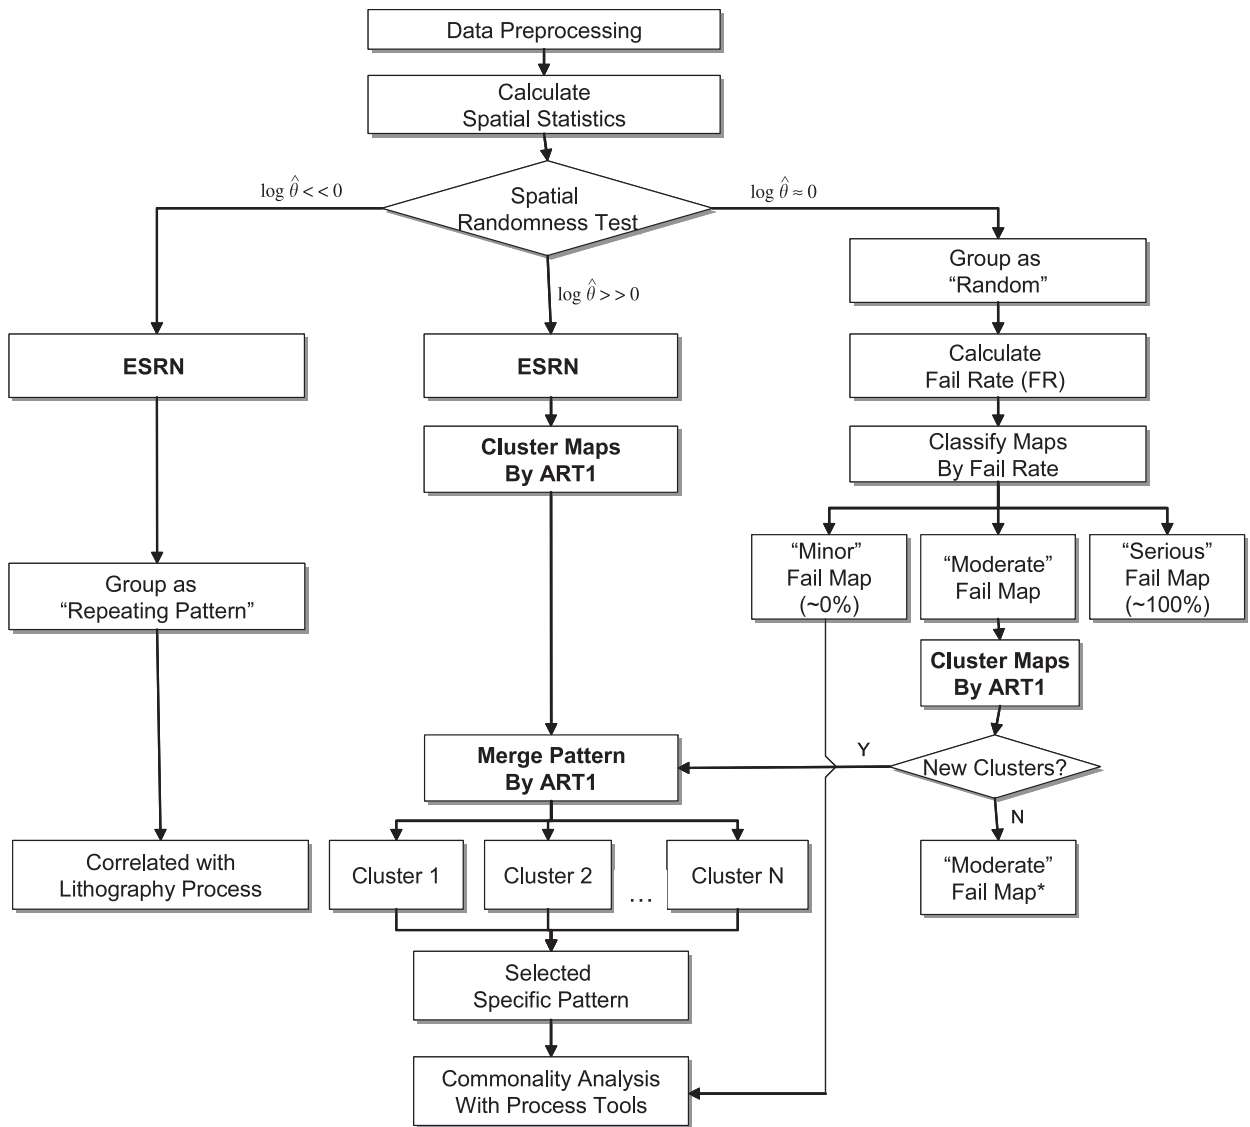 Data Preprocessing
Calculate
Spatial Statistics
log θ̂ << 0
Spatial
Randomness Test
log θ̂ ≈ 0
log θ̂ >> 0
Group as
“Random”
ESRN
ESRN
Calculate
Fail Rate (FR)
Cluster Maps
By ART1
Classify Maps
By Fail Rate
“Minor”
Fail Map
(~0%)
“Moderate”
Fail Map
“Serious”
Fail Map
(~100%)
Group as
“Repeating Pattern”
Cluster Maps
By ART1
Merge Pattern
By ART1
Y
New Clusters?
N
Correlated with
Lithography Process
Cluster 1
Cluster 2
...
Cluster N
“Moderate”
Fail Map*
Selected
Specific Pattern
Commonality Analysis
With Process Tools